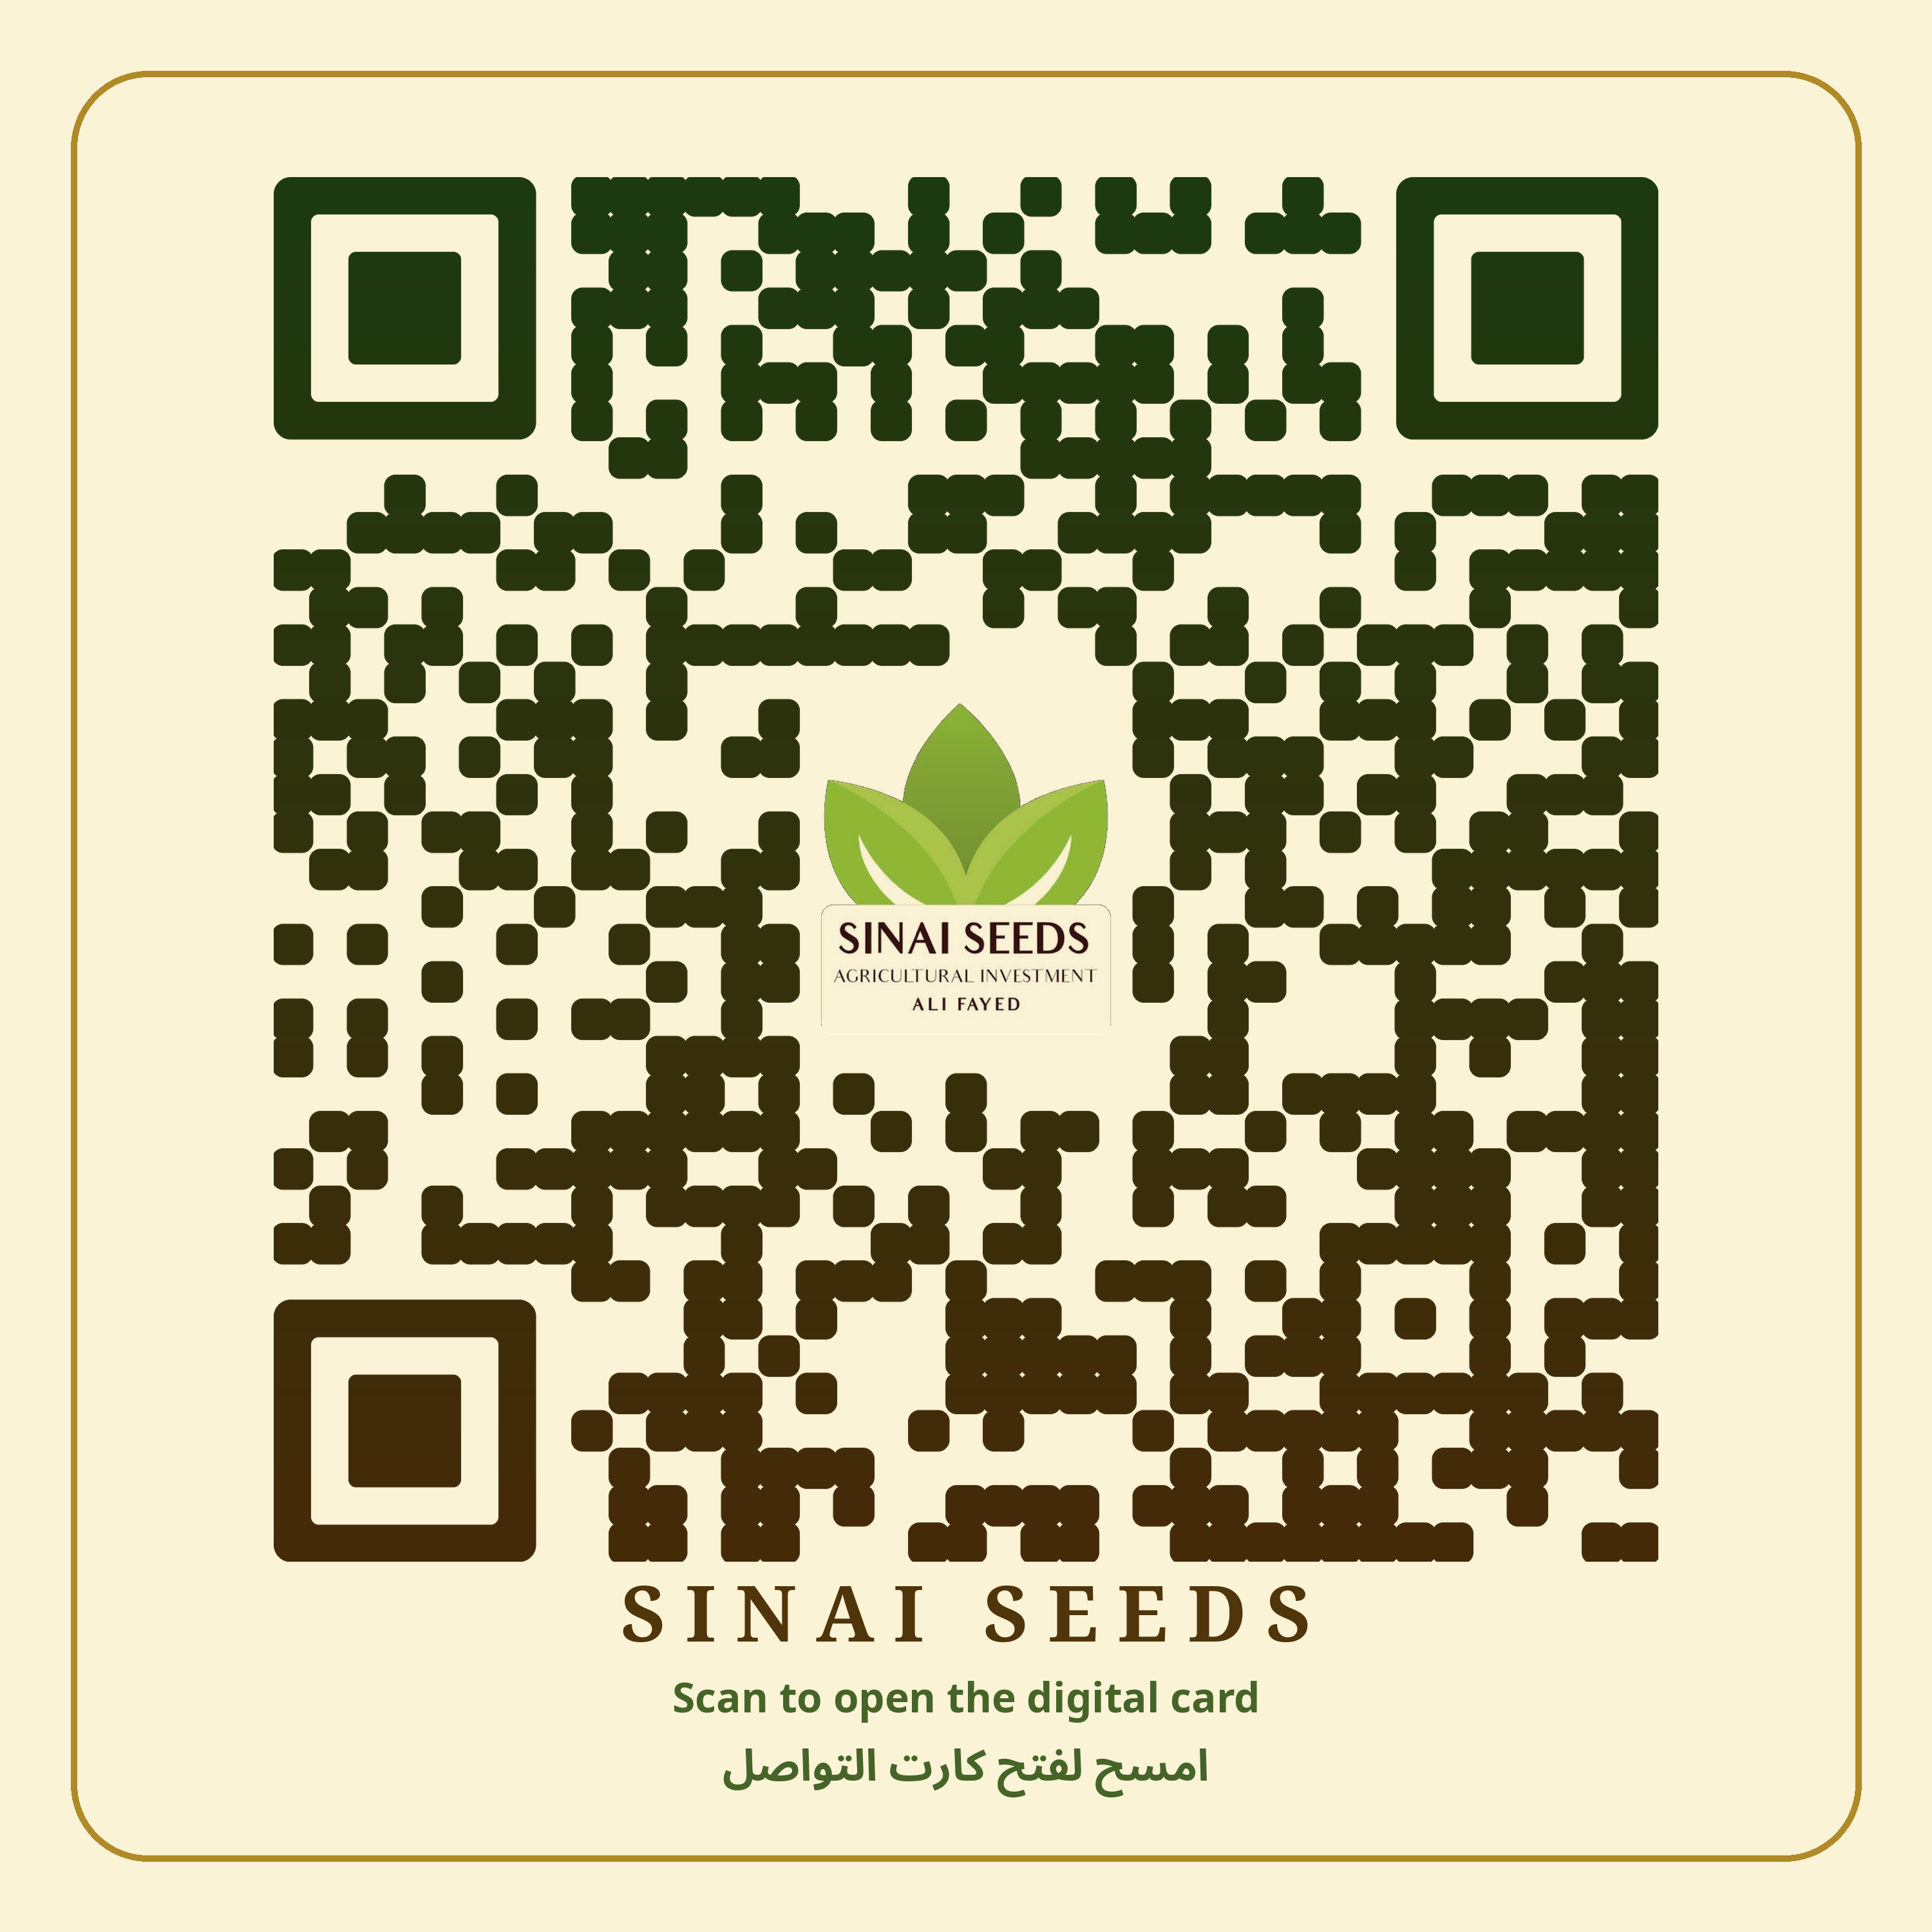 SINAI SEEDS
AGRICULTURAL INVESTMENT
ALI FAYED
SINAI SEEDS
Scan to open the digital card
امسح لفتح كارت التواصل